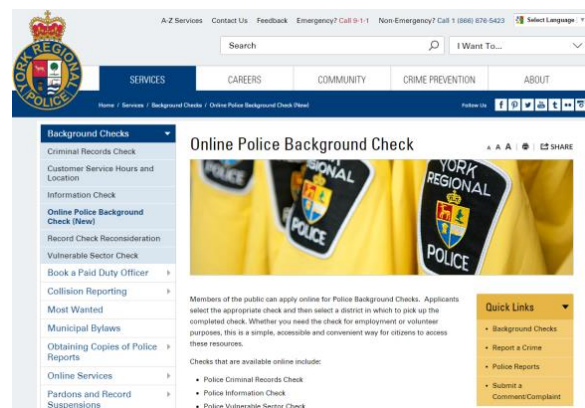 A-Z Services Contact Us Feedback Emergency? Call 9-1-1 Non-Emergency? Call 1 (866) 876-5423 Select Language
Search
I Want To...
YORK REGIONAL POLICE
SERVICES CAREERS COMMUNITY CRIME PREVENTION ABOUT
Home / Services / Background Checks / Online Police Background Check (New)
Follow Us
Background Checks
Criminal Records Check
Customer Service Hours and
Location
Information Check
Online Police Background
Check (New)
Record Check Reconsideration
Vulnerable Sector Check
Book a Paid Duty Officer
Collision Reporting
Most Wanted
Municipal Bylaws
Obtaining Copies of Police
Reports
Online Services
Pardons and Record
Suspensions
Online Police Background Check
A A A SHARE
REGIONAL
POLICE
YORK
REGIONAL
POLICE
Members of the public can apply online for Police Background Checks. Applicants
select the appropriate check and then select a district in which to pick up the
completed check. Whether you need the check for employment or volunteer
purposes, this is a simple, accessible and convenient way for citizens to access
these resources.
Checks that are available online include:
• Police Criminal Records Check
• Police Information Check
• Police Vulnerable Sector Check
Quick Links
• Background Checks
• Report a Crime
• Police Reports
• Submit a
Comment/Complaint